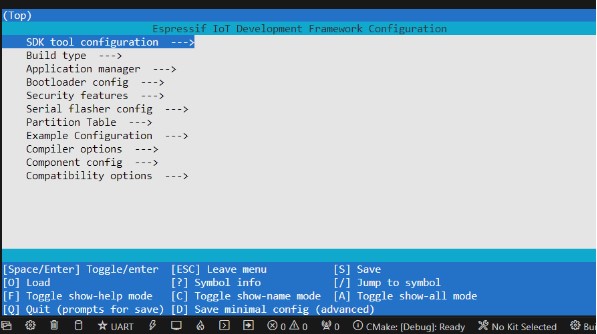 (Top)
Espressif IoT Development Framework Configuration
SDK tool configuration  --->
Build type  --->
Application manager  --->
Bootloader config  --->
Security features  --->
Serial flasher config  --->
Partition Table  --->
Example Configuration  --->
Compiler options  --->
Component config  --->
Compatibility options  --->
[Space/Enter] Toggle/enter  [ESC] Leave menu  [S] Save
[O] Load  [?] Symbol info  [/] Jump to symbol
[F] Toggle show-help mode  [C] Toggle show-name mode  [A] Toggle show-all mode
[Q] Quit (prompts for save)  [D] Save minimal config (advanced)
UART  0  0  0  CMake: [Debug]: Ready  No Kit Selected  Bu